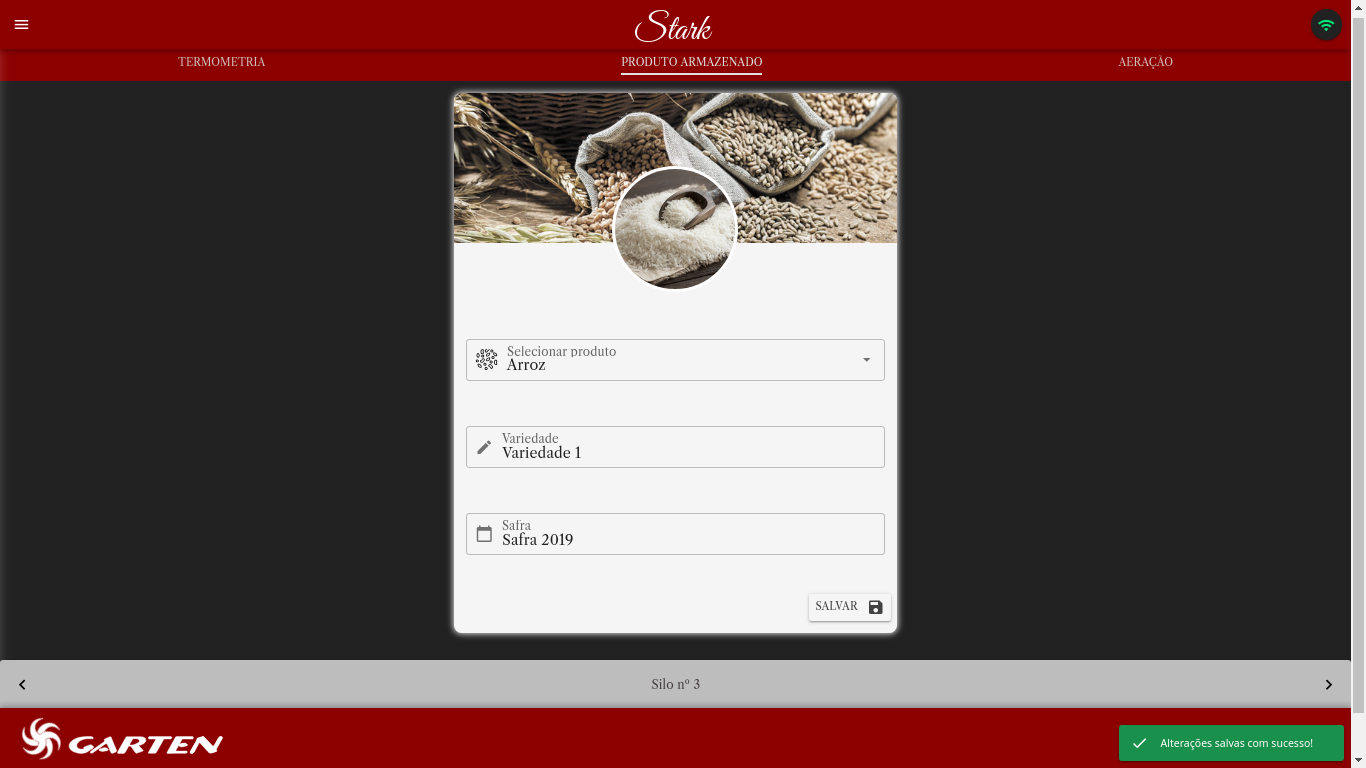 Stark
TERMOMETRIA
PRODUTO ARMAZENADO
AERAÇÃO
Selecionar produto
Arroz
Variedade
Variedade 1
Safra
Safra 2019
SALVAR
Silo nº 3
GARTEN
Alterações salvas com sucesso!